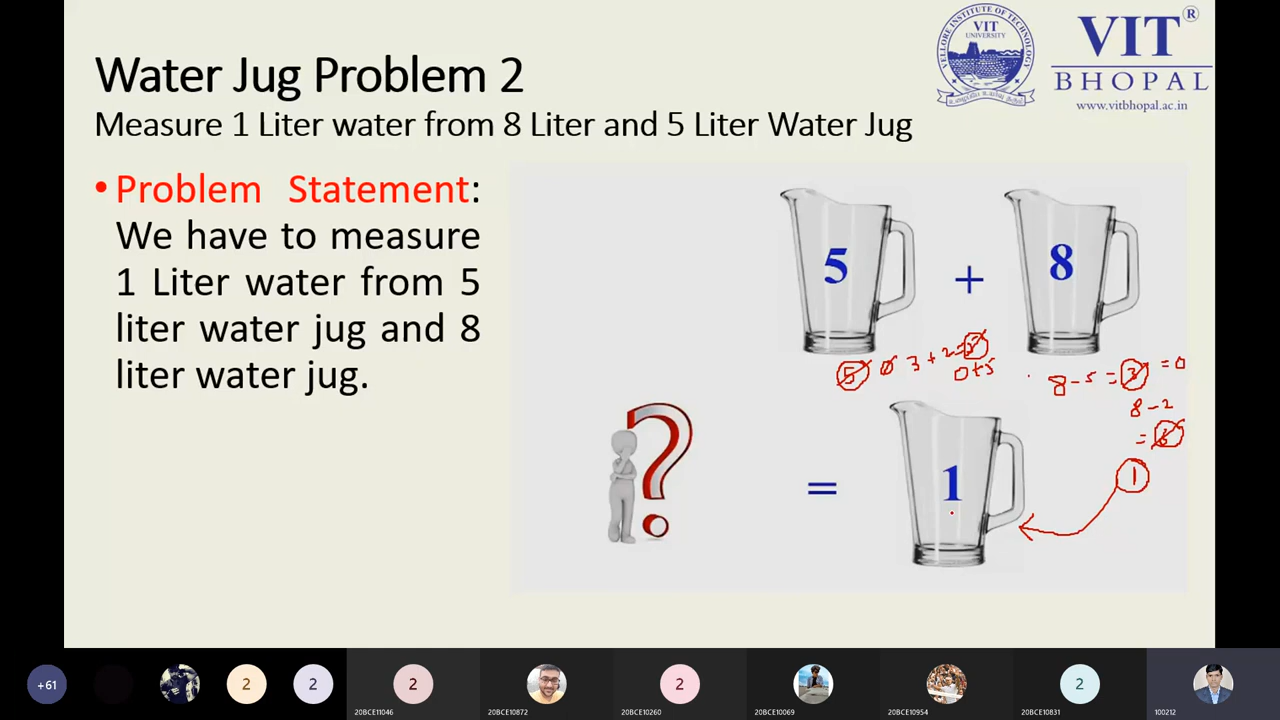 VELLORE INSTITUTE OF TECHNOLOGY
VIT
UNIVERSITY
VIT®
BHOPAL
www.vitbhopal.ac.in
Water Jug Problem 2
Measure 1 Liter water from 8 Liter and 5 Liter Water Jug
• Problem Statement:
We have to measure
1 Liter water from 5
liter water jug and 8
liter water jug.
5 + 8
5 0 3 + 2 = 5
0 + 5
8 - 5 = 3 = 0
8 - 2
= 6
1
?
= 1
+61
2
2
2
2
2
20BCE11046
20BCE10872
20BCE10260
20BCE10069
20BCE10954
20BCE10831
100212